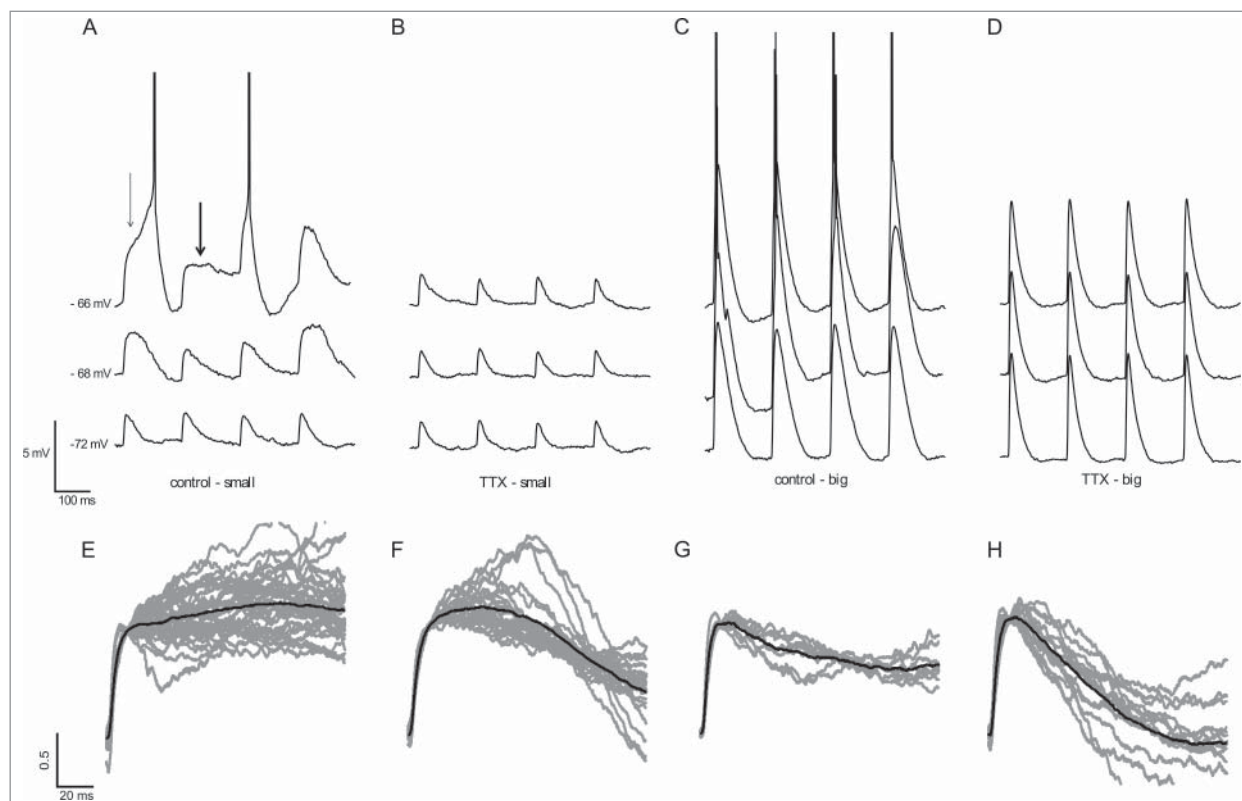 A B C D
- 66 mV
- 68 mV
-72 mV
5 mV
100 ms
control - small TTX - small control - big TTX - big
E F G H
0.5
20 ms